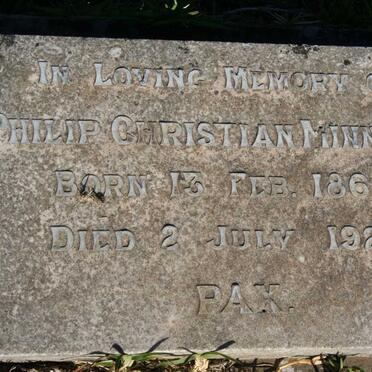 IN LOVING MEMORY O
PHILIP CHRISTIAN MINN
BORN 13 FEB. 186
DIED 2 JULY 192
PAX.